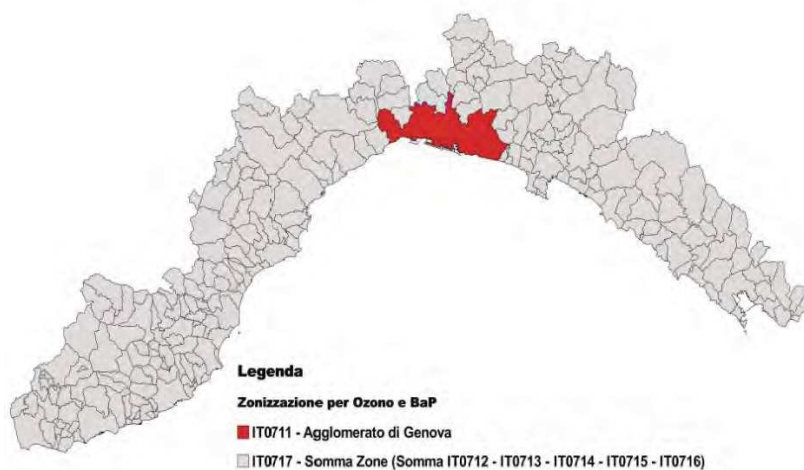 Legenda
Zonizzazione per Ozono e BaP
IT0711 - Agglomerato di Genova
IT0717 - Somma Zone (Somma IT0712 - IT0713 - IT0714 - IT0715 - IT0716)